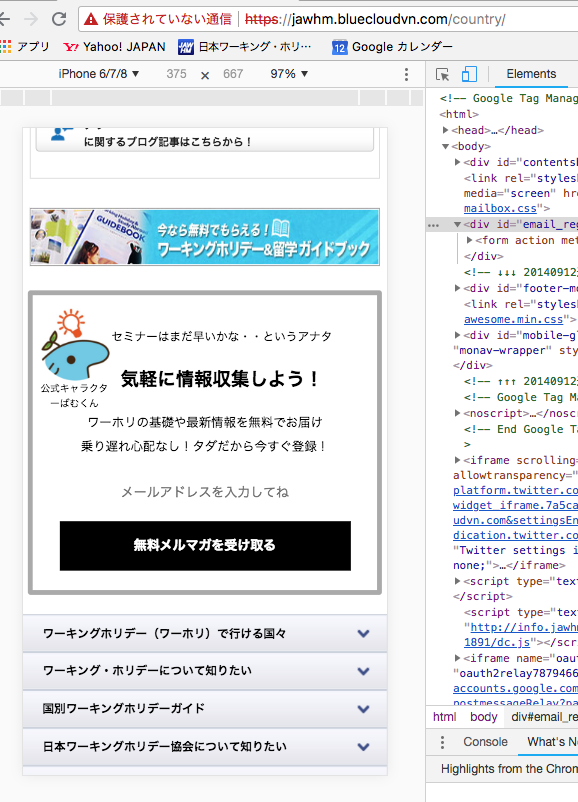 保護されていない通信 | https://jawhm.bluecloudvn.com/country/
アプリ Yahoo! JAPAN 日本ワーキング・ホリ… Google カレンダー
iPhone 6/7/8 ▼ 375 × 667 97% ▼
に関するブログ記事はこちらから！
GUIDEBOOK
今なら無料でもらえる！
ワーキングホリデー&留学ガイドブック
セミナーはまだ早いかな・・というアナタ
気軽に情報収集しよう！
公式キャラクタ
ーぱむくん
ワーホリの基礎や最新情報を無料でお届け
乗り遅れ心配なし！タダだから今すぐ登録！
メールアドレスを入力してね
無料メルマガを受け取る
ワーキングホリデー（ワーホリ）で行ける国々
ワーキング・ホリデーについて知りたい
国別ワーキングホリデーガイド
日本ワーキングホリデー協会について知りたい
Elements
<!-- Google Tag Manag
<html>
<head>…</head>
<body>
<div id="contentsb
<link rel="stylesh
media="screen" hre
mailbox.css">
<div id="email_reg
<form action met
</div>
<!-- ↓↓↓ 20140912
<div id="footer-mo
<link rel="stylesh
awesome.min.css">
<div id="mobile-gl
"monav-wrapper" sty
</div>
<!-- ↑↑↑ 20140912
<!-- Google Tag Ma
<noscript>…</noscr
<!-- End Google Ta
>
<iframe scrolling=
allowtransparency="
platform.twitter.co
widget_iframe.7a5ca
udvn.com&settingsEn
dication.twitter.co
"Twitter settings i
none;">…</iframe>
<script type="text
</script>
<script type="text
"http://info.jawhm
1891/dc.js"></scri
<iframe name="oaut
"oauth2relay7879466
accounts.google.com
postmessageRelay?pa
html body div#email_re
Console What's Ne
Highlights from the Chrom